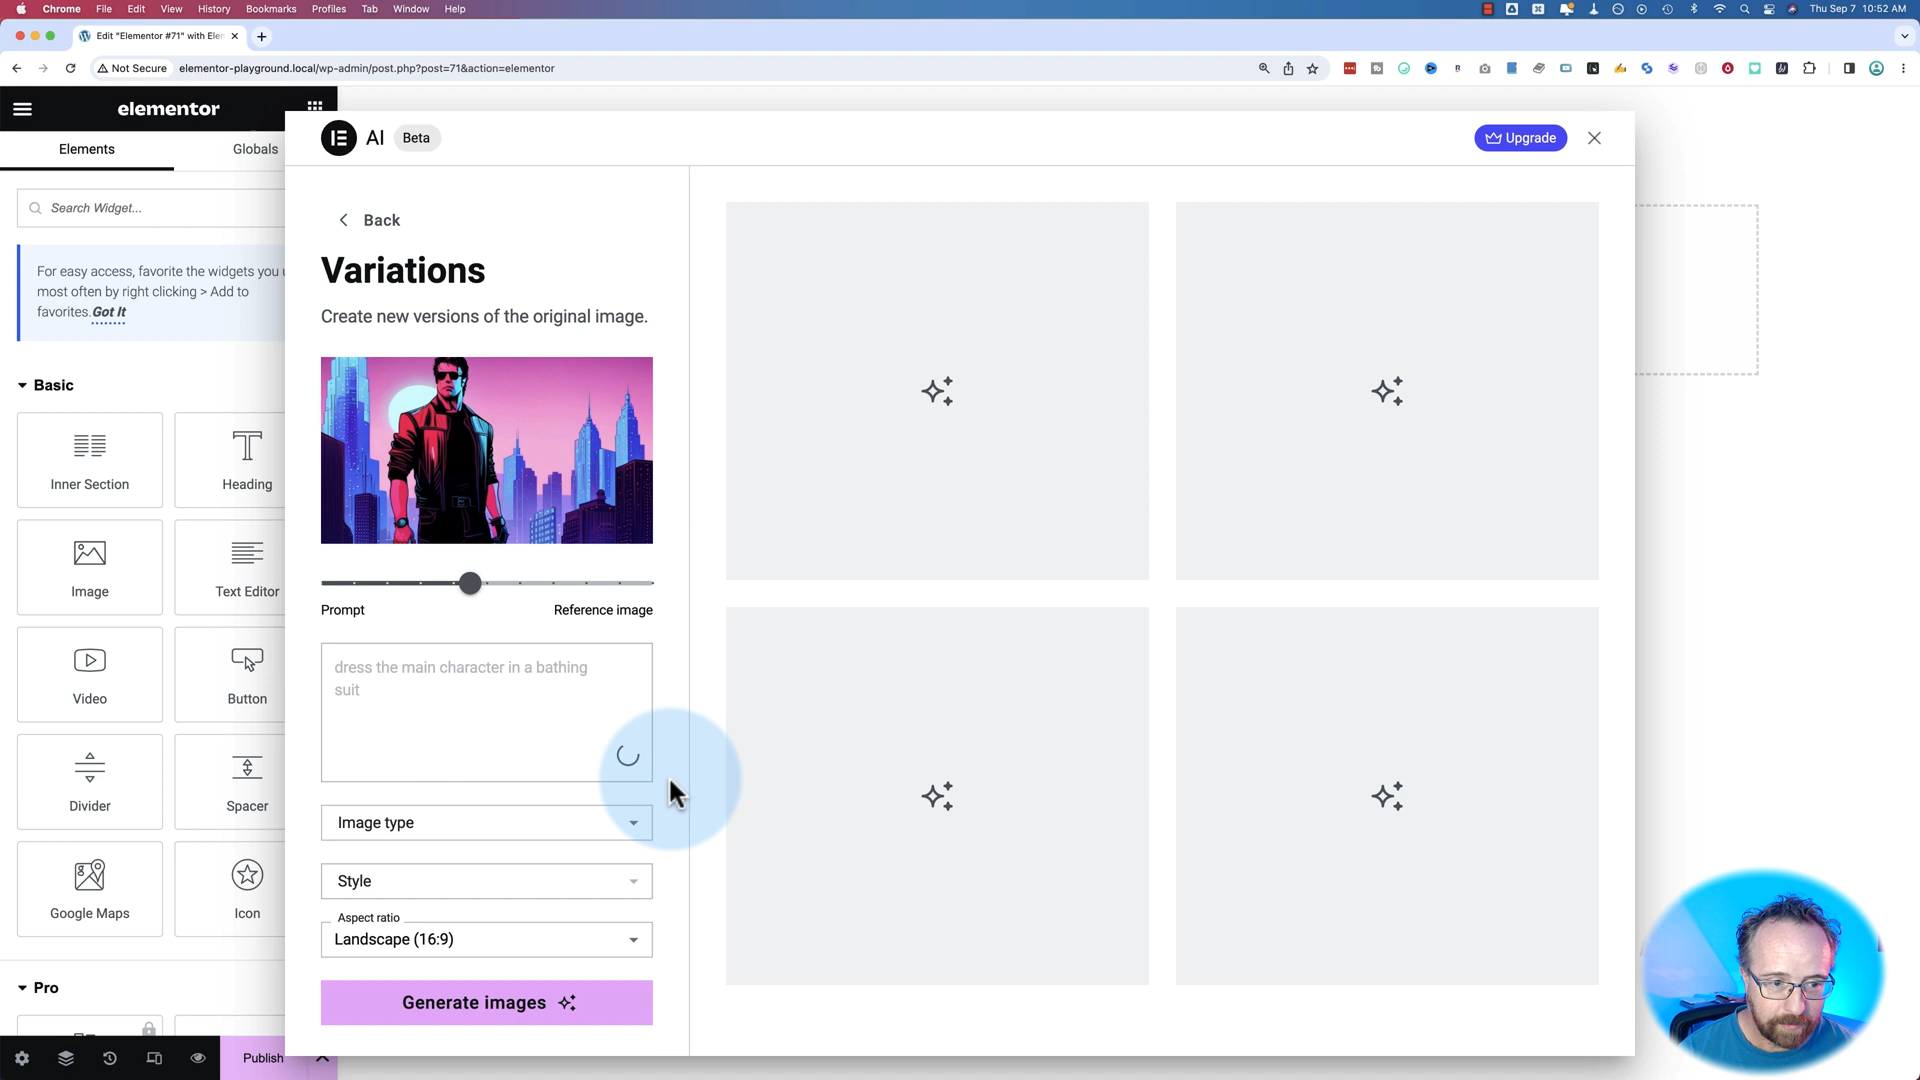 Chrome File Edit View History Bookmarks Profiles Tab Window Help
Thu Sep 7 10:52 AM
Edit "Elementor #71" with Elem
Not Secure elementor-playground.local/wp-admin/post.php?post=71&action=elementor
elementor
Elements Globals
Search Widget...
For easy access, favorite the widgets you
most often by right clicking > Add to
favorites. Got It
Basic
Inner Section
Heading
Image
Text Editor
Video
Button
Divider
Spacer
Google Maps
Icon
Pro
Publish
AI Beta
Upgrade
Back
Variations
Create new versions of the original image.
Prompt Reference image
dress the main character in a bathing
suit
Image type
Style
Aspect ratio
Landscape (16:9)
Generate images